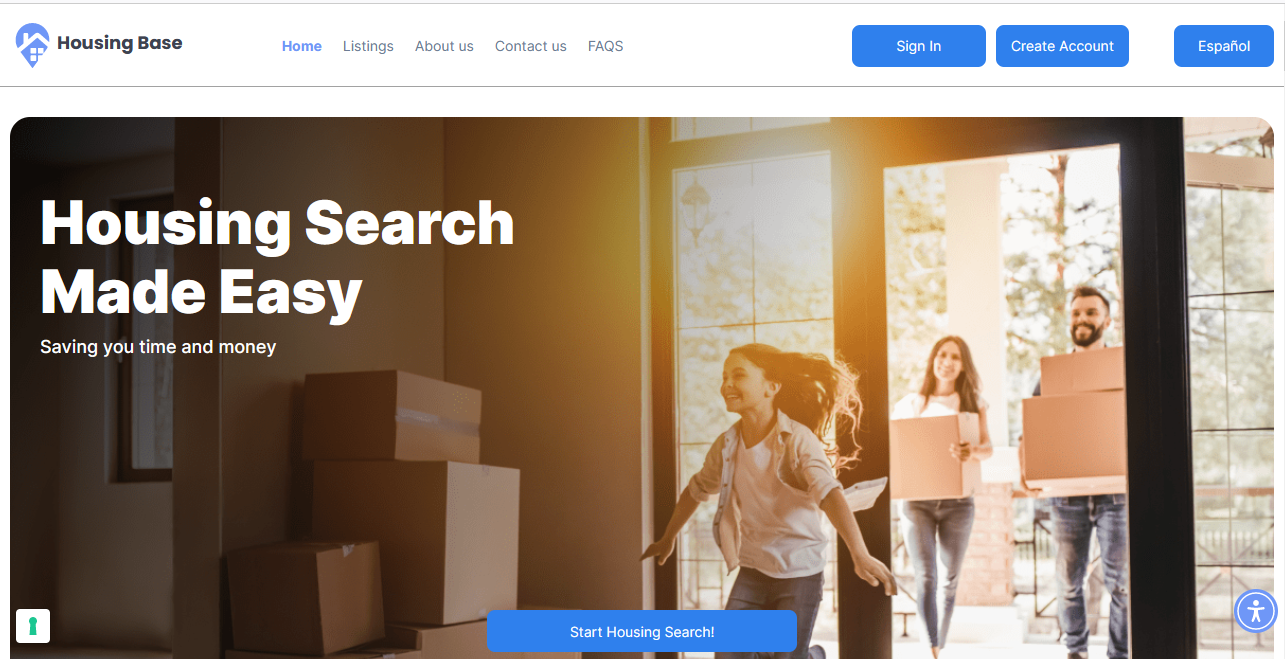 Housing Base
Home
Listings
About us
Contact us
FAQS
Sign In
Create Account
Español
Housing Search
Made Easy
Saving you time and money
Start Housing Search!